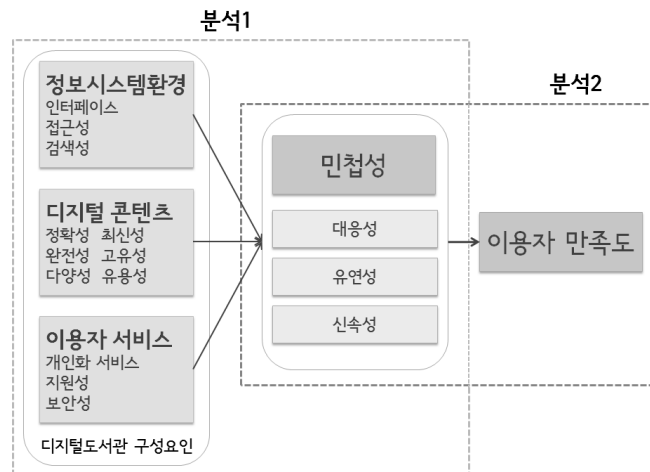 분석1
정보시스템환경
인터페이스
접근성
검색성
디지털 콘텐츠
정확성 최신성
완전성 고유성
다양성 유용성
이용자 서비스
개인화 서비스
지원성
보안성
디지털도서관 구성요인
분석2
민첩성
대응성
유연성
신속성
이용자 만족도